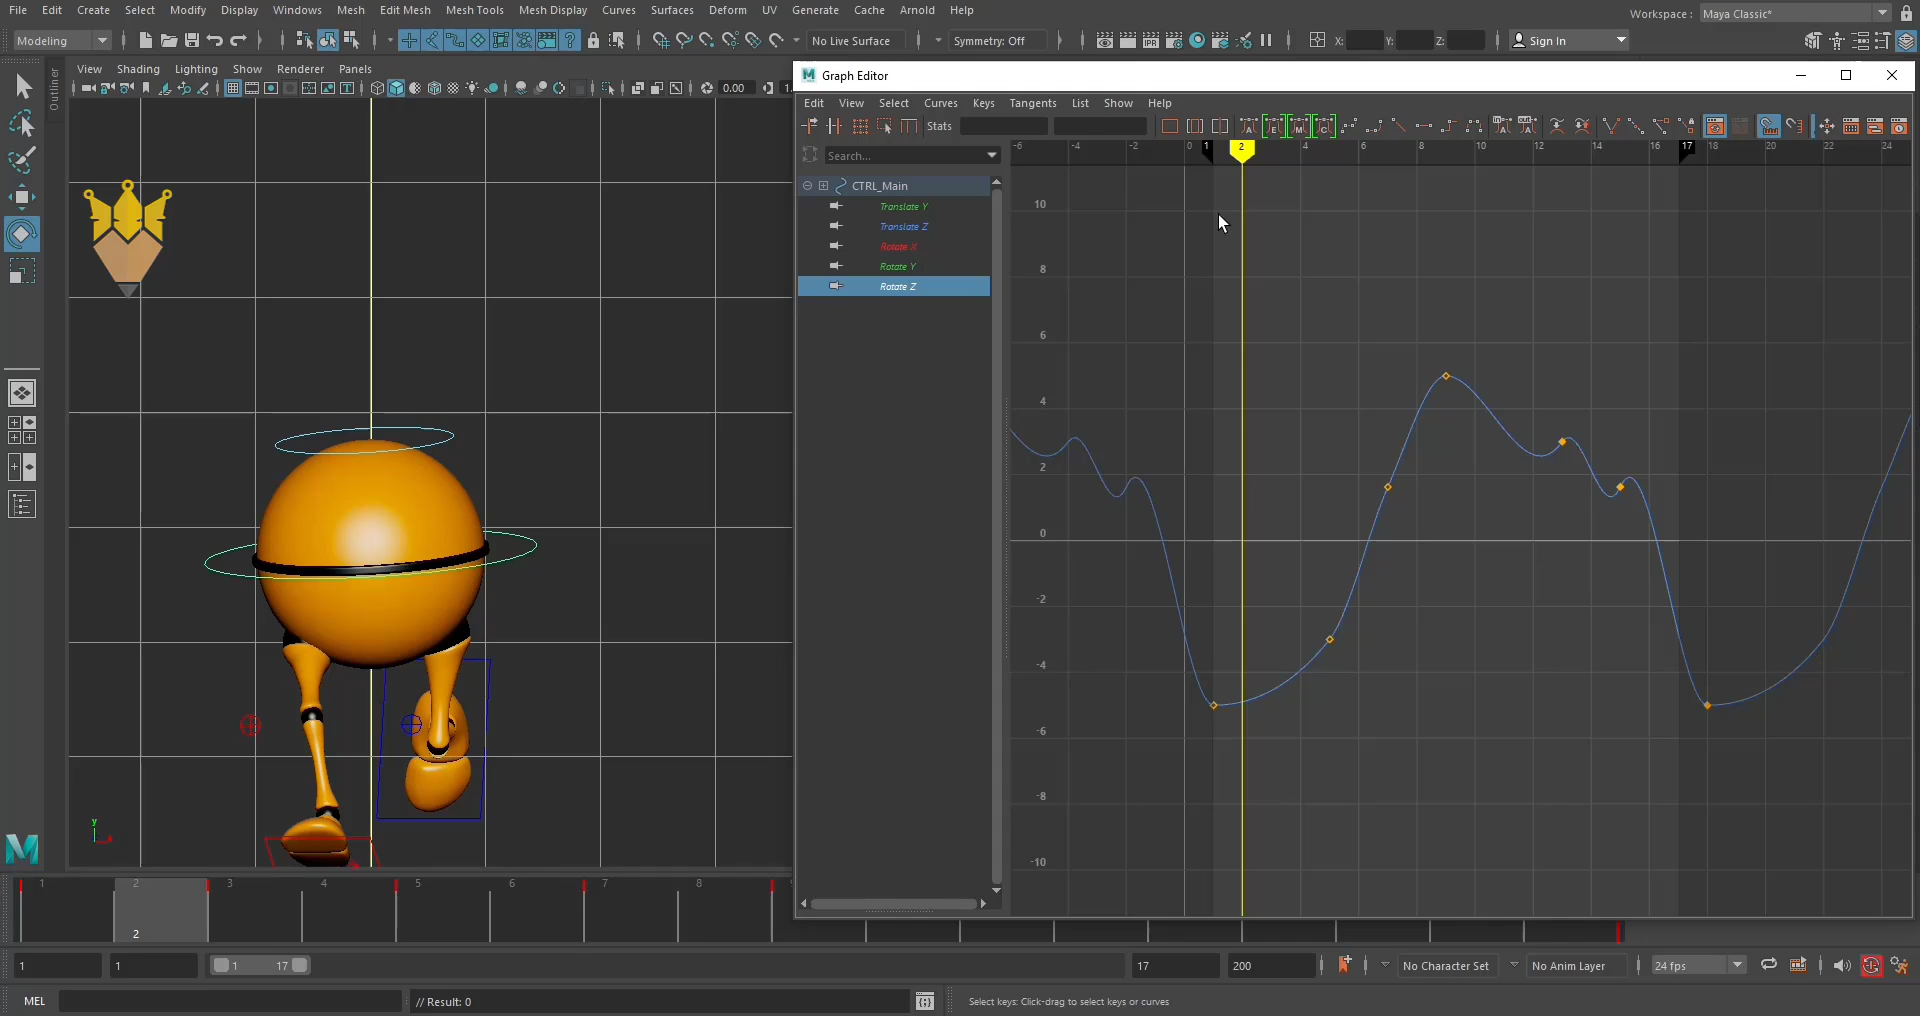 File Edit Create Select Modify Display Windows Mesh Edit Mesh Mesh Tools Mesh Display Curves Surfaces Deform UV Generate Cache Arnold Help
Workspace : Maya Classic*
Modeling
No Live Surface
Symmetry: Off
X:
Y:
Z:
Sign In
Outliner
View Shading Lighting Show Renderer Panels
0.00
Graph Editor
Edit View Select Curves Keys Tangents List Show Help
Stats
Search...
-6 -4 -2 0 1 2 4 6 8 10 12 14 16 17 18 20 22 24
CTRL_Main
Translate Y
Translate Z
Rotate X
Rotate Y
Rotate Z
10
8
6
4
2
0
-2
-4
-6
-8
-10
y
1 2 3 4 5 6 7 8
2
1
1
1 17
17
200
No Character Set
No Anim Layer
24 fps
MEL
// Result: 0
Select keys: Click-drag to select keys or curves